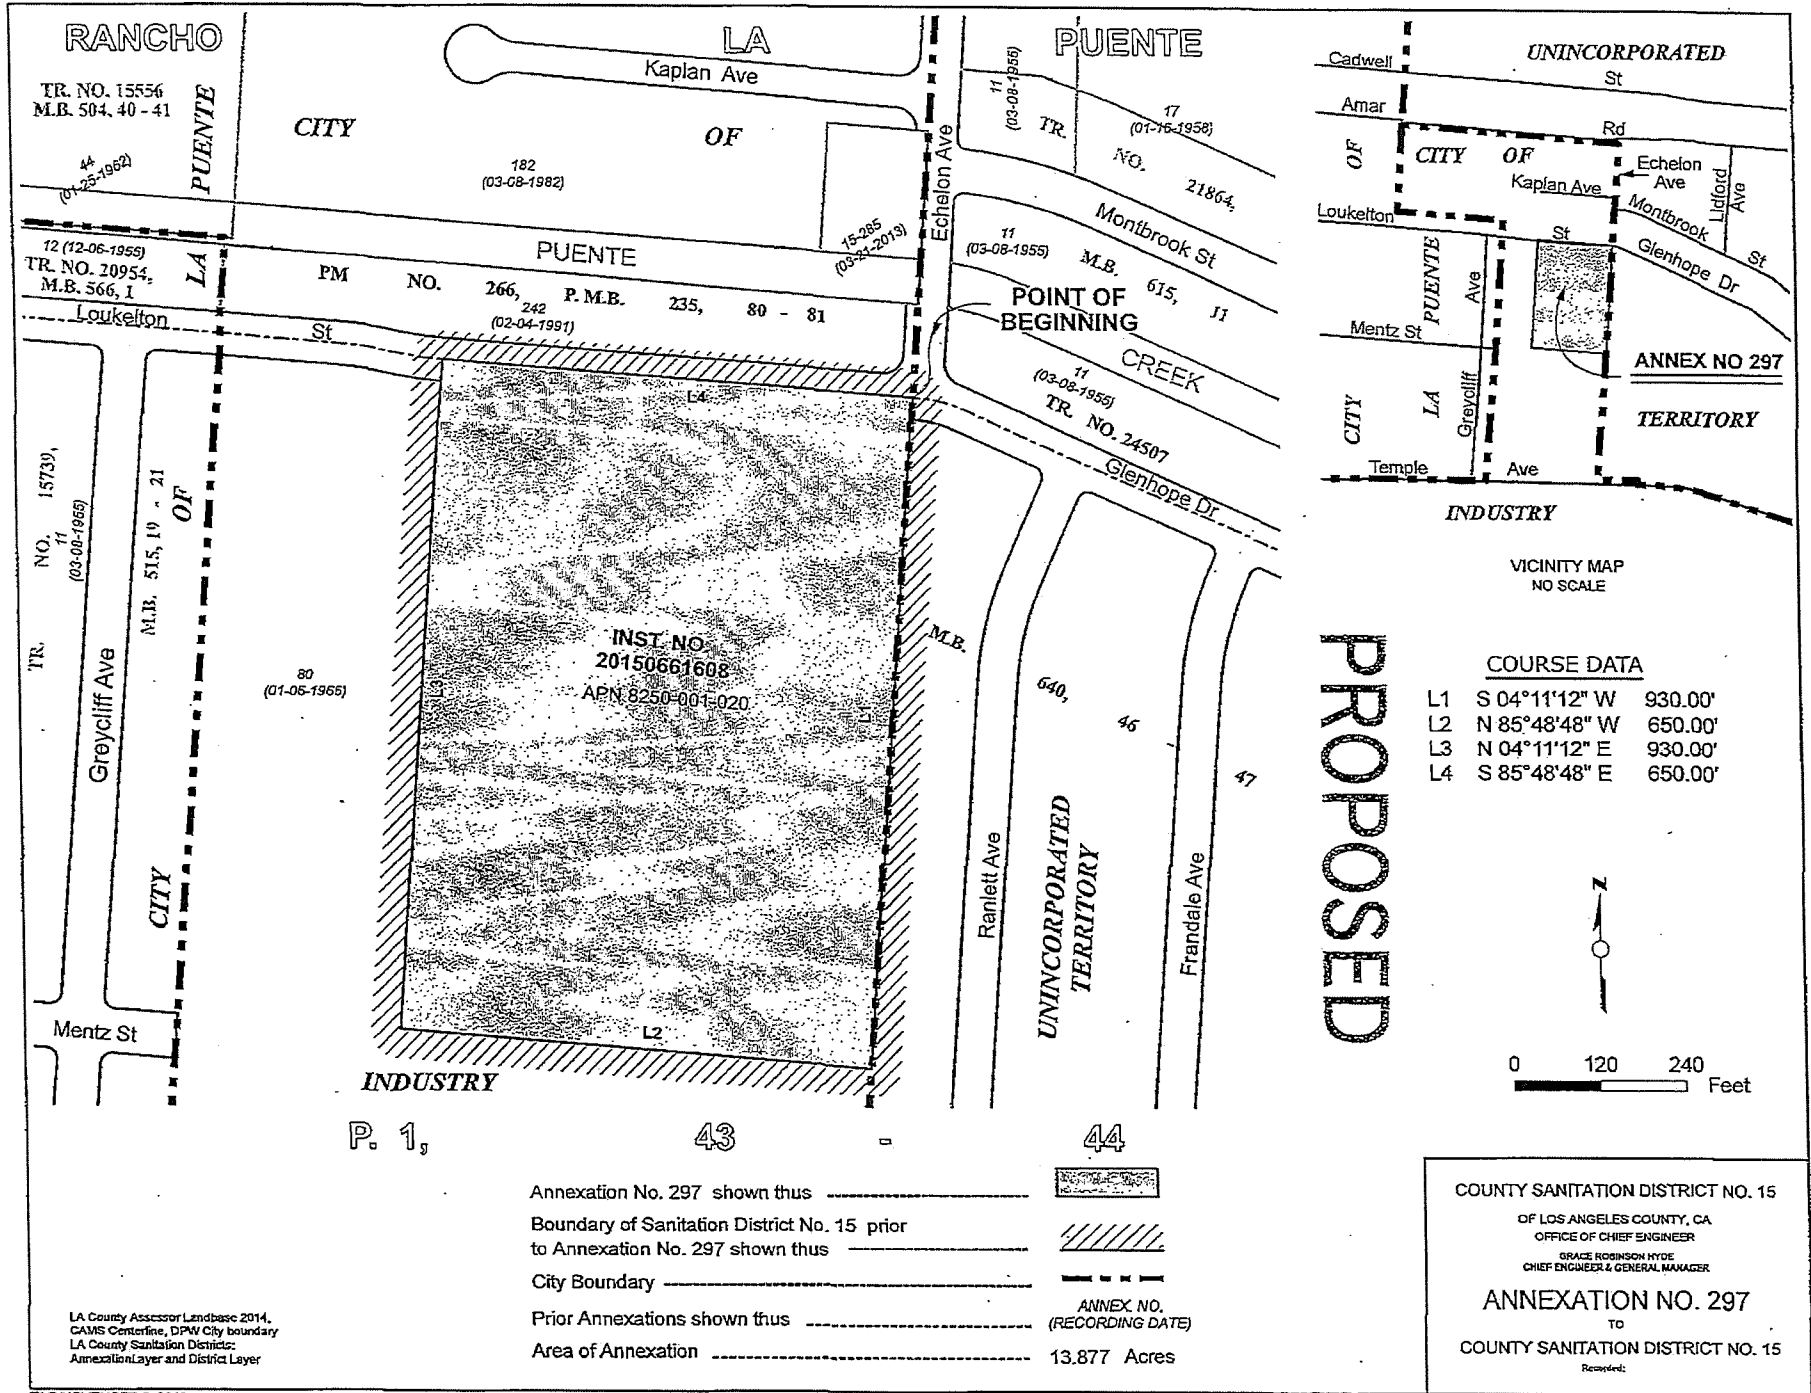 RANCHO
LA
PUENTE
TR. NO. 15556
M.B. 504, 40 - 41
44
(01-25-1962)
LA PUENTE
CITY
OF
Kaplan Ave
182
(03-08-1982)
Echelon Ave
15-285
(03-21-2013)
11
(03-08-1955)
TR.
NO.
21864,
17
(01-16-1958)
Montbrook St
11
(03-08-1955)
M.B.
615,
11
12 (12-06-1955)
TR. NO. 20954,
M.B. 566, 1
PUENTE
PM NO. 266, P.M.B. 235, 80 - 81
242
(02-04-1991)
Loukelton
St
POINT OF
BEGINNING
CREEK
11
(03-08-1955)
TR. NO. 24507
Glenhope Dr
TR. NO. 15739,
11
(03-08-1955)
M.B. 515, 19 - 21
CITY
OF
Greycliff Ave
80
(01-05-1966)
L4
L3
L1
L2
INST. NO.
20150661608
APN 8250-001-020
M.B.
640,
46
47
Ranlett Ave
Frandale Ave
UNINCORPORATED
TERRITORY
Mentz St
INDUSTRY
P. 1,
43
-
44
UNINCORPORATED
Cadwell
St
Amar
Rd
CITY
OF
OF
Echelon
Ave
Kaplan Ave
Lidford
Ave
Montbrook
St
Loukelton
St
Glenhope Dr
PUENTE
LA
CITY
Mentz St
Greycliff
Ave
ANNEX NO 297
TERRITORY
Temple
Ave
INDUSTRY
VICINITY MAP
NO SCALE
PROPOSED
COURSE DATA
L1 S 04°11'12" W 930.00'
L2 N 85°48'48" W 650.00'
L3 N 04°11'12" E 930.00'
L4 S 85°48'48" E 650.00'
N
0 120 240
Feet
Annexation No. 297 shown thus
Boundary of Sanitation District No. 15 prior
to Annexation No. 297 shown thus
City Boundary
Prior Annexations shown thus
ANNEX. NO.
(RECORDING DATE)
Area of Annexation
13.877 Acres
LA County Assessor Landbase 2014,
CAMS Centerline, DPW City boundary
LA County Sanitation Districts:
AnnexationLayer and District Layer
COUNTY SANITATION DISTRICT NO. 15
OF LOS ANGELES COUNTY, CA
OFFICE OF CHIEF ENGINEER
GRACE ROBINSON HYDE
CHIEF ENGINEER & GENERAL MANAGER
ANNEXATION NO. 297
TO
COUNTY SANITATION DISTRICT NO. 15
Recorded: